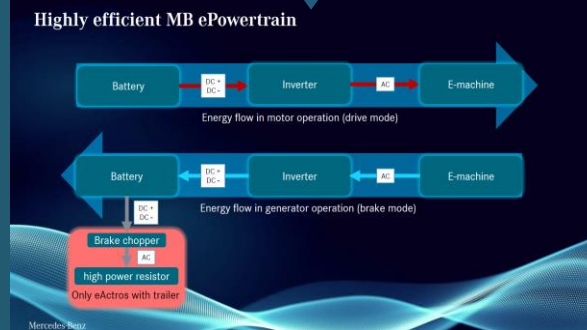 Highly efficient MB ePowertrain
Battery
DC +
DC -
Inverter
AC
E-machine
Energy flow in motor operation (drive mode)
Battery
DC +
DC -
Inverter
AC
E-machine
Energy flow in generator operation (brake mode)
DC +
DC -
Brake chopper
AC
high power resistor
Only eActros with trailer
Mercedes-Benz